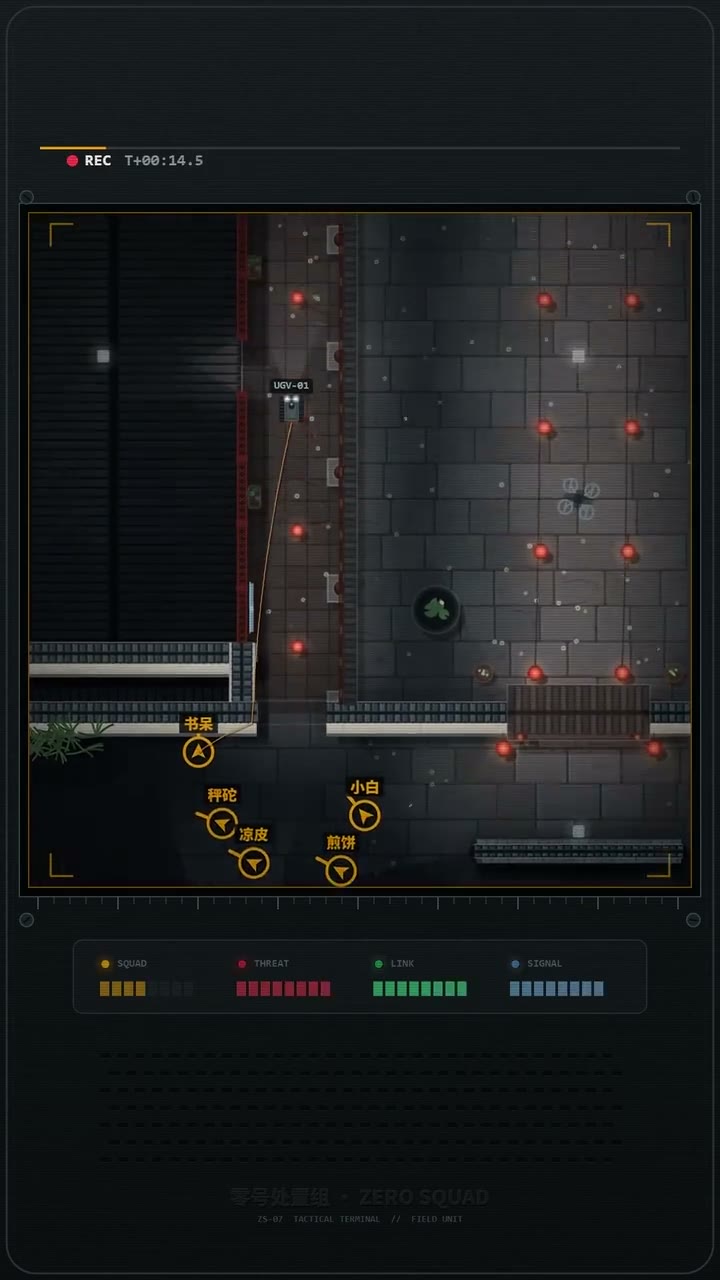 REC T+00:14.5
UGV-01
书呆
秤砣
小白
凉皮
煎饼
SQUAD THREAT LINK SIGNAL
零号处置组 · ZERO SQUAD
ZS-07 TACTICAL TERMINAL // FIELD UNIT